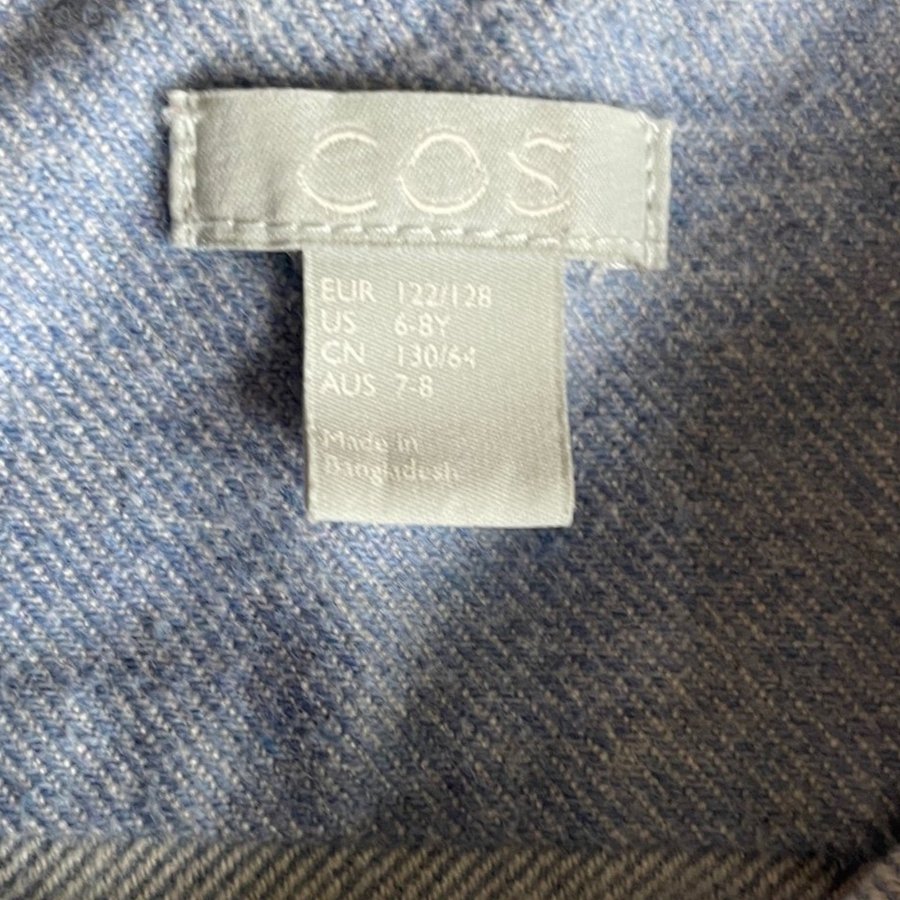 COS
EUR 122/128
US 6-8Y
CN 130/64
AUS 7-8
Made in
Bangladesh